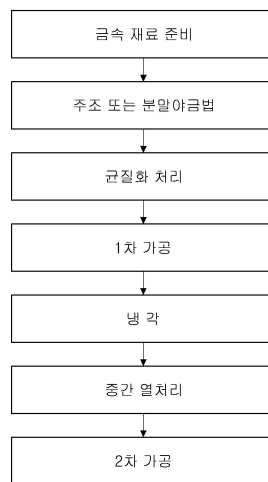 금속 재료 준비
주조 또는 분말야금법
균질화 처리
1차 가공
냉 각
중간 열처리
2차 가공